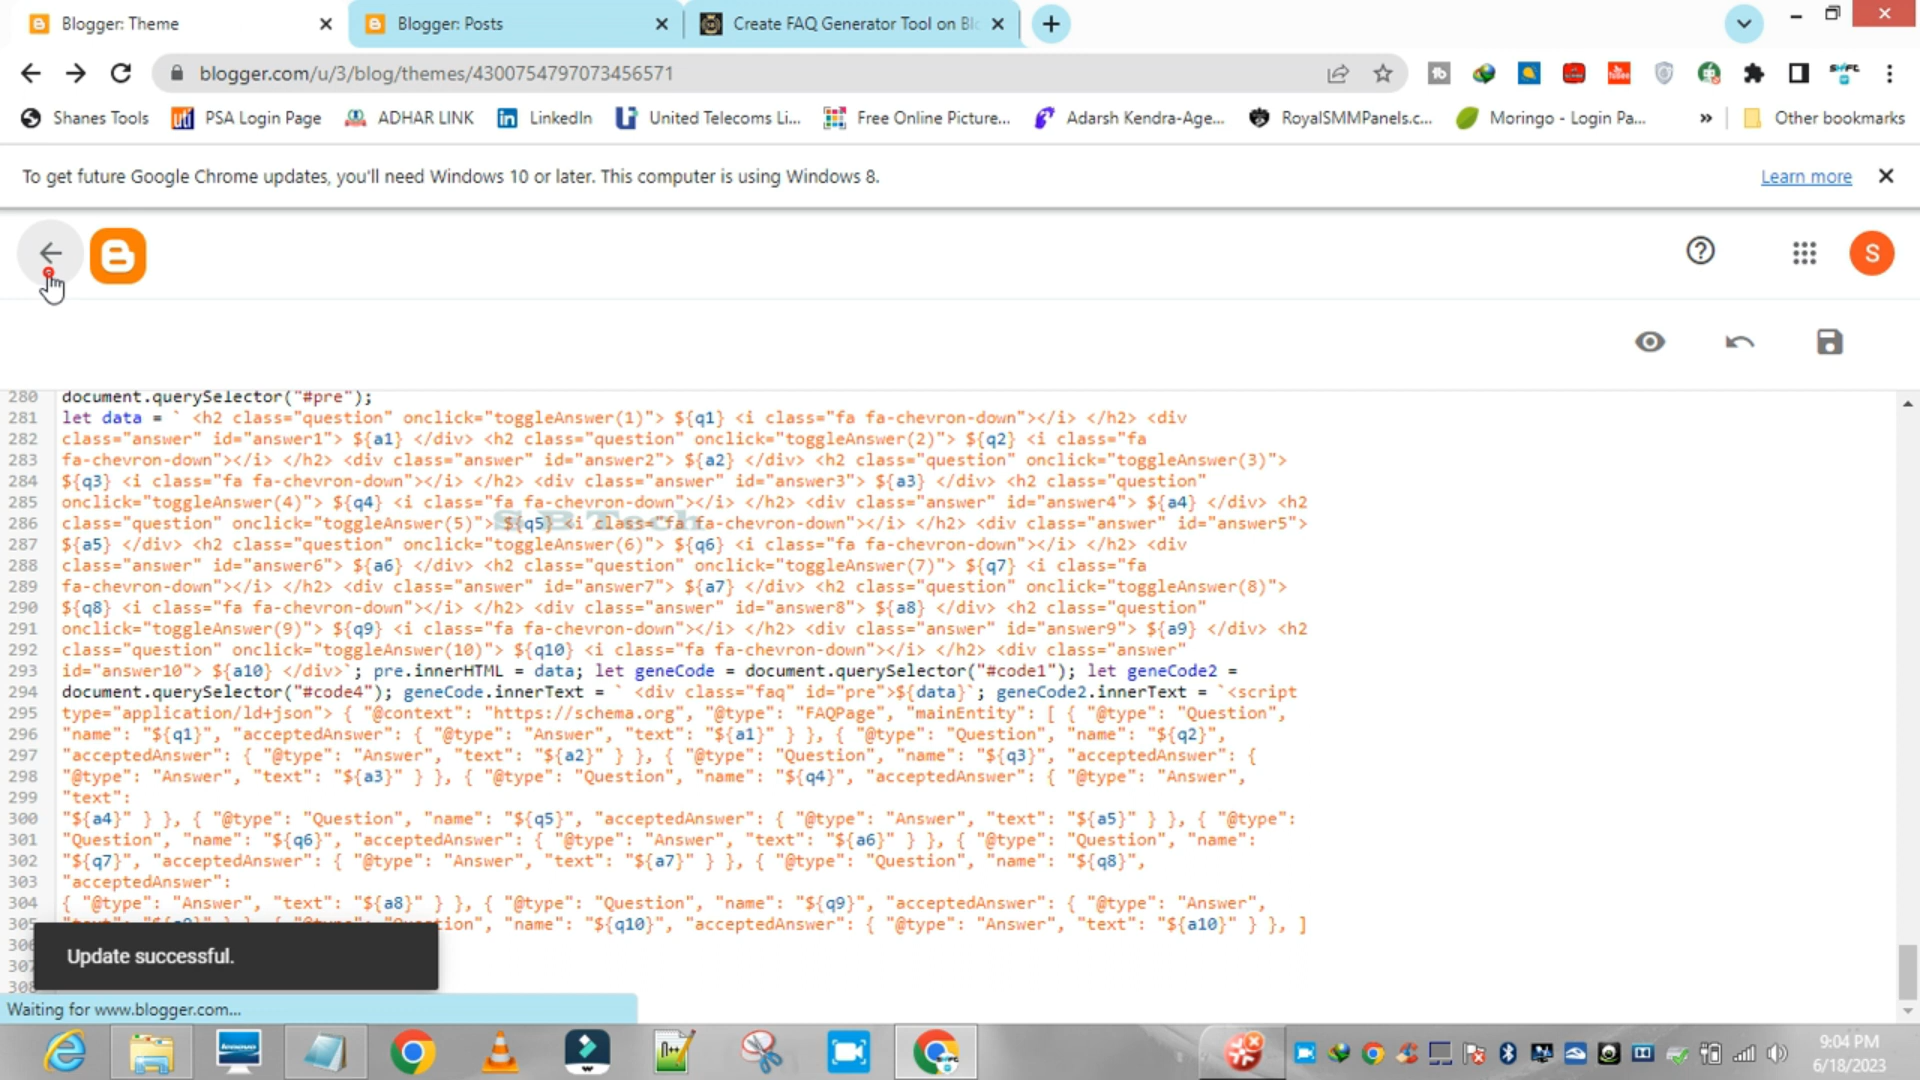 Blogger: Theme
Blogger: Posts
Create FAQ Generator Tool on Bl
blogger.com/u/3/blog/themes/4300754797073456571
Shanes Tools
PSA Login Page
ADHAR LINK
LinkedIn
United Telecoms Li...
Free Online Picture...
Adarsh Kendra-Age...
RoyalSMMPanels.c...
Moringo - Login Pa...
»
Other bookmarks
To get future Google Chrome updates, you'll need Windows 10 or later. This computer is using Windows 8.
Learn more
S
280 document.querySelector("#pre");
281 let data = ` <h2 class="question" onclick="toggleAnswer(1)"> ${q1} <i class="fa fa-chevron-down"></i> </h2> <div
282 class="answer" id="answer1"> ${a1} </div> <h2 class="question" onclick="toggleAnswer(2)"> ${q2} <i class="fa
283 fa-chevron-down"></i> </h2> <div class="answer" id="answer2"> ${a2} </div> <h2 class="question" onclick="toggleAnswer(3)">
284 ${q3} <i class="fa fa-chevron-down"></i> </h2> <div class="answer" id="answer3"> ${a3} </div> <h2 class="question"
285 onclick="toggleAnswer(4)"> ${q4} <i class="fa fa-chevron-down"></i> </h2> <div class="answer" id="answer4"> ${a4} </div> <h2
286 class="question" onclick="toggleAnswer(5)"> ${q5} <i class="fa fa-chevron-down"></i> </h2> <div class="answer" id="answer5">
S B Tech
287 ${a5} </div> <h2 class="question" onclick="toggleAnswer(6)"> ${q6} <i class="fa fa-chevron-down"></i> </h2> <div
288 class="answer" id="answer6"> ${a6} </div> <h2 class="question" onclick="toggleAnswer(7)"> ${q7} <i class="fa
289 fa-chevron-down"></i> </h2> <div class="answer" id="answer7"> ${a7} </div> <h2 class="question" onclick="toggleAnswer(8)">
290 ${q8} <i class="fa fa-chevron-down"></i> </h2> <div class="answer" id="answer8"> ${a8} </div> <h2 class="question"
291 onclick="toggleAnswer(9)"> ${q9} <i class="fa fa-chevron-down"></i> </h2> <div class="answer" id="answer9"> ${a9} </div> <h2
292 class="question" onclick="toggleAnswer(10)"> ${q10} <i class="fa fa-chevron-down"></i> </h2> <div class="answer"
293 id="answer10"> ${a10} </div>`; pre.innerHTML = data; let geneCode = document.querySelector("#code1"); let geneCode2 =
294 document.querySelector("#code4"); geneCode.innerText = ` <div class="faq" id="pre">${data}`; geneCode2.innerText = `<script
295 type="application/ld+json"> { "@context": "https://schema.org", "@type": "FAQPage", "mainEntity": [ { "@type": "Question",
296 "name": "${q1}", "acceptedAnswer": { "@type": "Answer", "text": "${a1}" } }, { "@type": "Question", "name": "${q2}",
297 "acceptedAnswer": { "@type": "Answer", "text": "${a2}" } }, { "@type": "Question", "name": "${q3}", "acceptedAnswer": {
298 "@type": "Answer", "text": "${a3}" } }, { "@type": "Question", "name": "${q4}", "acceptedAnswer": { "@type": "Answer",
299 "text":
300 "${a4}" } }, { "@type": "Question", "name": "${q5}", "acceptedAnswer": { "@type": "Answer", "text": "${a5}" } }, { "@type":
301 "Question", "name": "${q6}", "acceptedAnswer": { "@type": "Answer", "text": "${a6}" } }, { "@type": "Question", "name":
302 "${q7}", "acceptedAnswer": { "@type": "Answer", "text": "${a7}" } }, { "@type": "Question", "name": "${q8}",
303 "acceptedAnswer":
304 { "@type": "Answer", "text": "${a8}" } }, { "@type": "Question", "name": "${q9}", "acceptedAnswer": { "@type": "Answer",
305 "name": "${q10}", "acceptedAnswer": { "@type": "Answer", "text": "${a10}" } }, ]
Update successful.
Waiting for www.blogger.com...
9:04 PM
6/18/2023